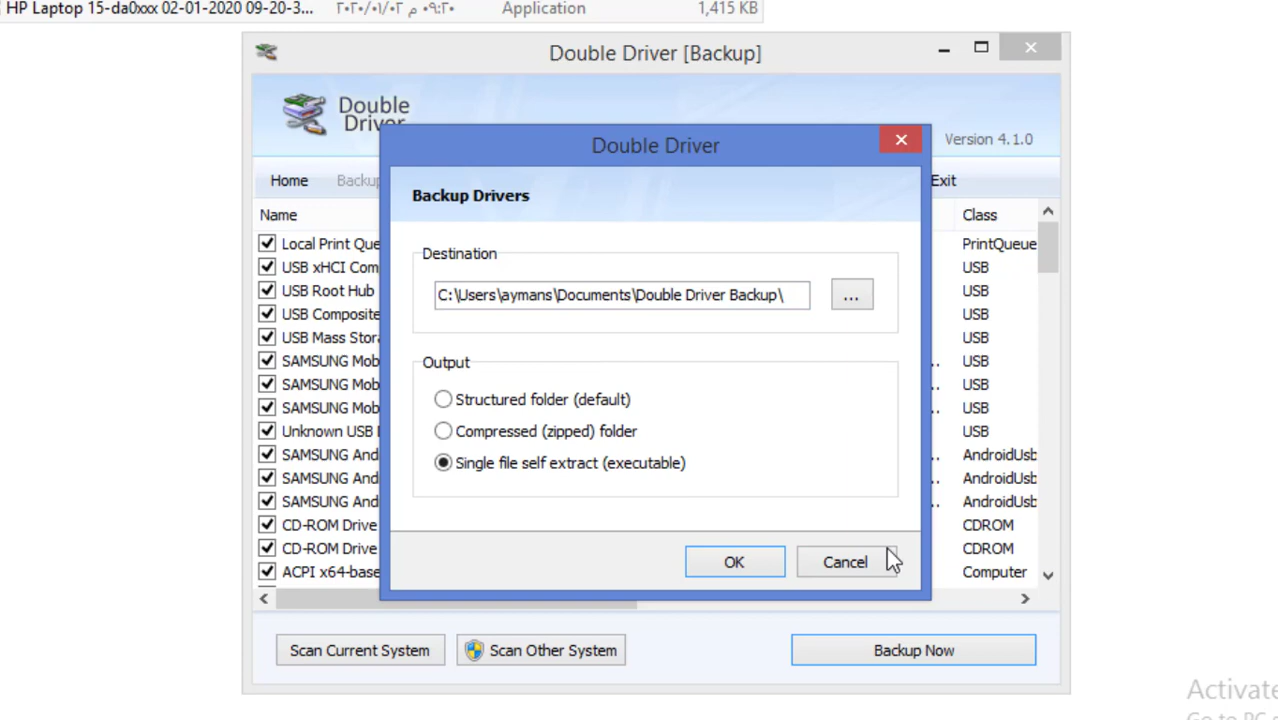 HP Laptop 15-da0xxx 02-01-2020 09-20-3... ٢٠٢٠/٠١/٠٢ م ٠٩:٢٠ Application 1,415 KB
Double Driver [Backup]
Double
Driver
Version 4.1.0
Home Backup Exit
Name Class
Local Print Que PrintQueue
USB xHCI Com USB
USB Root Hub USB
USB Composite USB
USB Mass Stora USB
SAMSUNG Mob .. USB
SAMSUNG Mob .. USB
SAMSUNG Mob .. USB
Unknown USB USB
SAMSUNG And .. AndroidUsb
SAMSUNG And .. AndroidUsb
SAMSUNG And .. AndroidUsb
CD-ROM Drive CDROM
CD-ROM Drive CDROM
ACPI x64-base Computer
Double Driver
Backup Drivers
Destination
C:\Users\aymans\Documents\Double Driver Backup\
...
Output
Structured folder (default)
Compressed (zipped) folder
Single file self extract (executable)
OK Cancel
Scan Current System Scan Other System Backup Now
Activate
Go to PC s